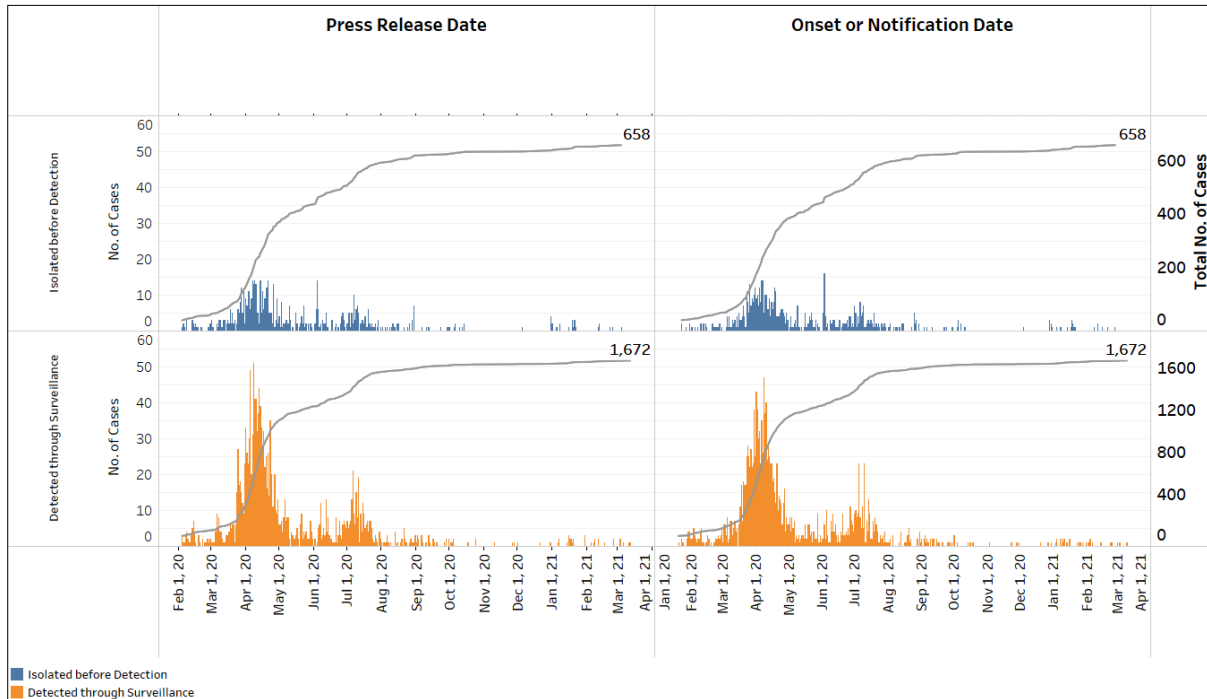 Press Release Date
Onset or Notification Date
Isolated before Detection
No. of Cases
60
50
40
30
20
10
0
658
658
600
400
200
0
Total No. of Cases
Detected through Surveillance
No. of Cases
60
50
40
30
20
10
0
1,672
1,672
1600
1200
800
400
0
Feb 1, 20
Mar 1, 20
Apr 1, 20
May 1, 20
Jun 1, 20
Jul 1, 20
Aug 1, 20
Sep 1, 20
Oct 1, 20
Nov 1, 20
Dec 1, 20
Jan 1, 21
Feb 1, 21
Mar 1, 21
Apr 1, 21
Jan 1, 20
Feb 1, 20
Mar 1, 20
Apr 1, 20
May 1, 20
Jun 1, 20
Jul 1, 20
Aug 1, 20
Sep 1, 20
Oct 1, 20
Nov 1, 20
Dec 1, 20
Jan 1, 21
Feb 1, 21
Mar 1, 21
Apr 1, 21
Isolated before Detection
Detected through Surveillance